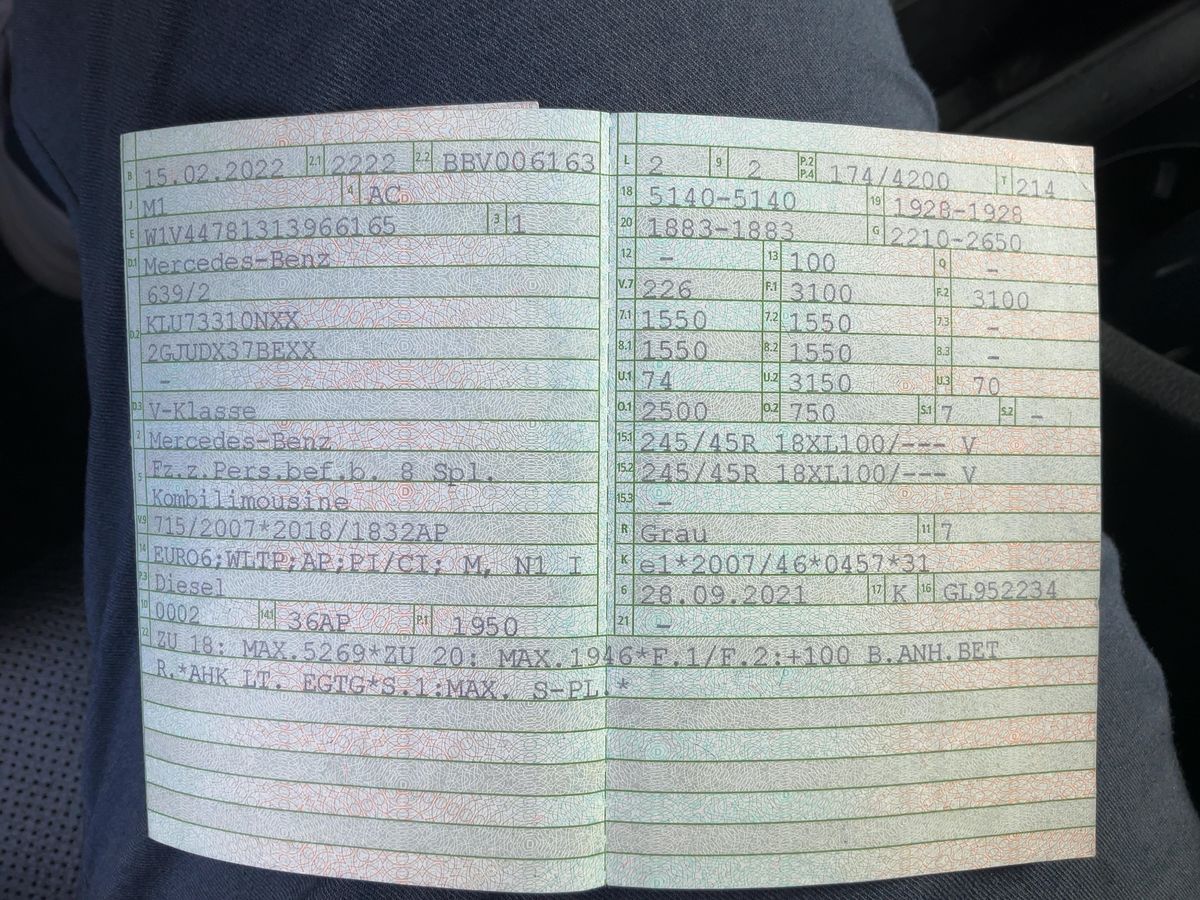 B 15.02.2022 2.1 2222 2.2 BBV006163
J M1 4 AC
E W1V44781313966165 3 1
D.1 Mercedes-Benz
639/2
D.2 KLU73310NXX
2GJUDX37BEXX
-
D.3 V-Klasse
2 Mercedes-Benz
5 Fz.z.Pers.bef.b. 8 Spl.
Kombilimousine
V.9 715/2007*2018/1832AP
14 EURO6;WLTP;AP;PI/CI; M, N1 I
P.3 Diesel
10 0002 14.1 36AP P.1 1950
L 2 9 2 P.2 P.4 174/4200 T 214
18 5140-5140 19 1928-1928
20 1883-1883 G 2210-2650
12 - 13 100 Q -
V.7 226 F.1 3100 F.2 3100
7.1 1550 7.2 1550 7.3 -
8.1 1550 8.2 1550 8.3 -
U.1 74 U.2 3150 U.3 70
O.1 2500 O.2 750 S.1 7 S.2 -
15.1 245/45R 18XL100/--- V
15.2 245/45R 18XL100/--- V
15.3 -
R Grau 11 7
K e1*2007/46*0457*31
6 28.09.2021 17 K 16 GL952234
21 -
22 ZU 18: MAX.5269*ZU 20: MAX.1946*F.1/F.2:+100 B.ANH.BET
R.*AHK LT. EGTG*S.1:MAX. S-PL.*